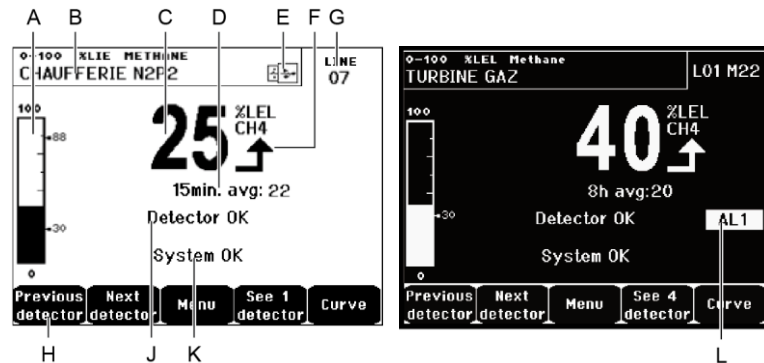 A B C D E F G
0-100 %LIE METHANE
CHAUFFERIE N2P2
LINE
07
100
88
30
0
25
%LEL
CH4
15min. avg: 22
Detector OK
System OK
Previous detector
Next detector
Menu
See 1 detector
Curve
H J K
0-100 %LEL Methane
TURBINE GAZ
L01 M22
100
30
0
40
%LEL
CH4
8h avg:20
Detector OK
AL1
System OK
Previous detector
Next detector
Menu
See 4 detector
Curve
L